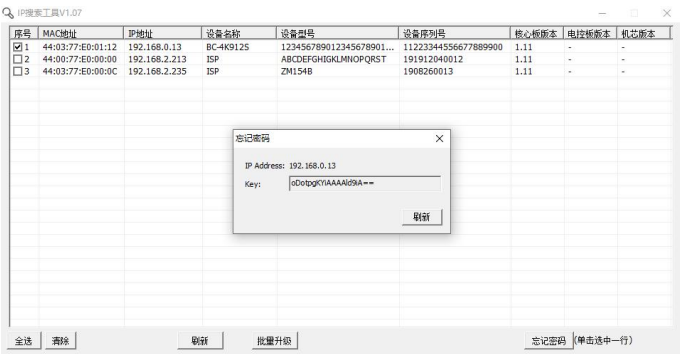 IP搜索工具V1.07
序号 MAC地址 IP地址 设备名称 设备型号 设备序列号 核心板版本 电控板版本 机芯版本
1 44:03:77:E0:01:12 192.168.0.13 BC-4K912S 123456789012345678901... 11223344556677889900 1.11 - -
2 44:00:77:E0:00:00 192.168.2.213 ISP ABCDEFGHIGKLMNOPQRST 191912040012 1.11 - -
3 44:03:77:E0:00:0C 192.168.2.235 ISP ZM154B 1908260013 1.11 - -
忘记密码
IP Address: 192.168.0.13
Key: oDotpgKYiAAAAld9iA==
刷新
全选 清除 刷新 批量升级 忘记密码 (单击选中一行)